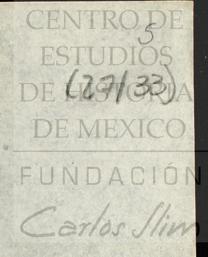 CENTRO DE
5
ESTUDIOS
(27/33)
DE HISTORIA
DE MEXICO
FUNDACIÓN
Carlos Slim